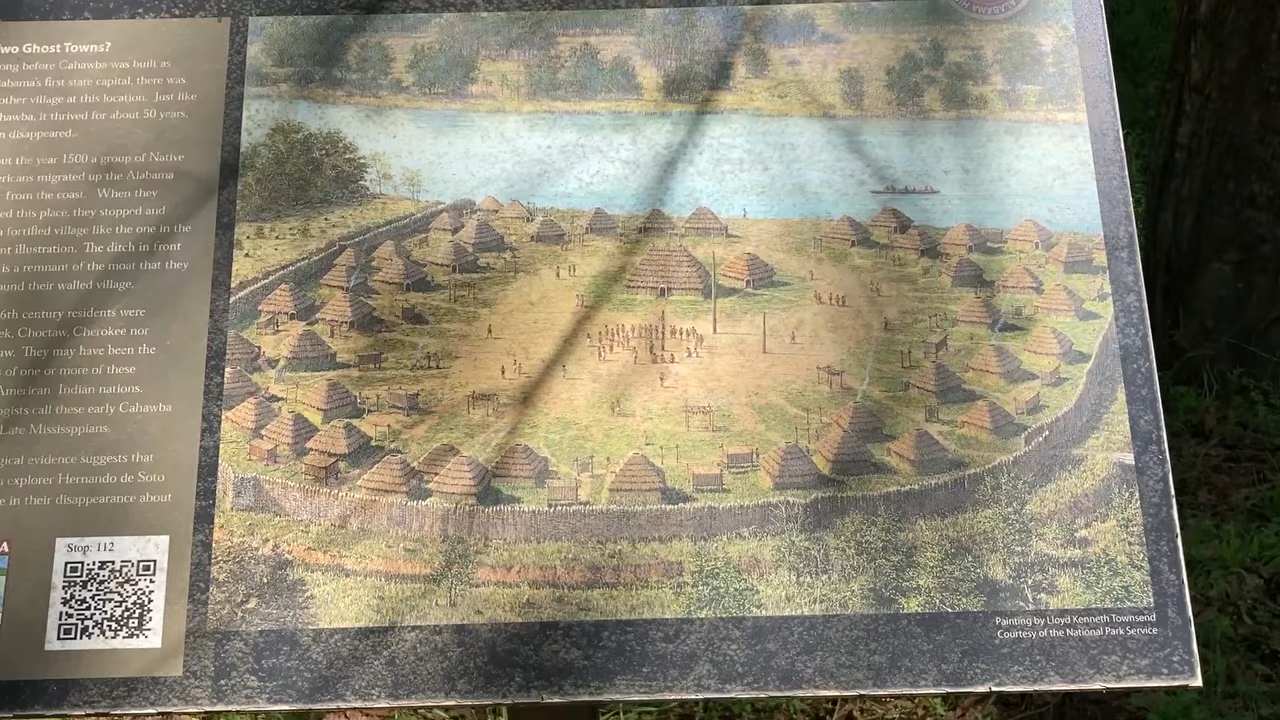 Two Ghost Towns?
ong before Cahawba was built as
labama's first state capital, there was
other village at this location. Just like
hawba, it thrived for about 50 years,
n disappeared.
out the year 1500 a group of Native
ericans migrated up the Alabama
from the coast. When they
ed this place, they stopped and
a fortified village like the one in the
nt illustration. The ditch in front
is a remnant of the moat that they
ound their walled village.
6th century residents were
ek, Choctaw, Cherokee nor
aw. They may have been the
s of one or more of these
American Indian nations.
ogists call these early Cahawba
Late Mississppians.
gical evidence suggests that
explorer Hernando de Soto
e in their disappearance about
Stop: 112
Painting by Lloyd Kenneth Townsend
Courtesy of the National Park Service